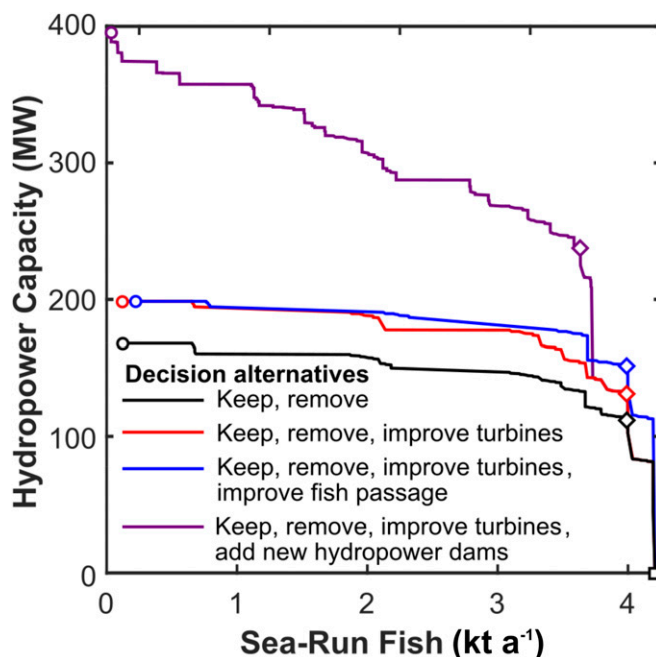 400
300
200
100
0
Hydropower Capacity (MW)
Decision alternatives
Keep, remove
Keep, remove, improve turbines
Keep, remove, improve turbines,
improve fish passage
Keep, remove, improve turbines,
add new hydropower dams
0 1 2 3 4
Sea-Run Fish (kt a⁻¹)